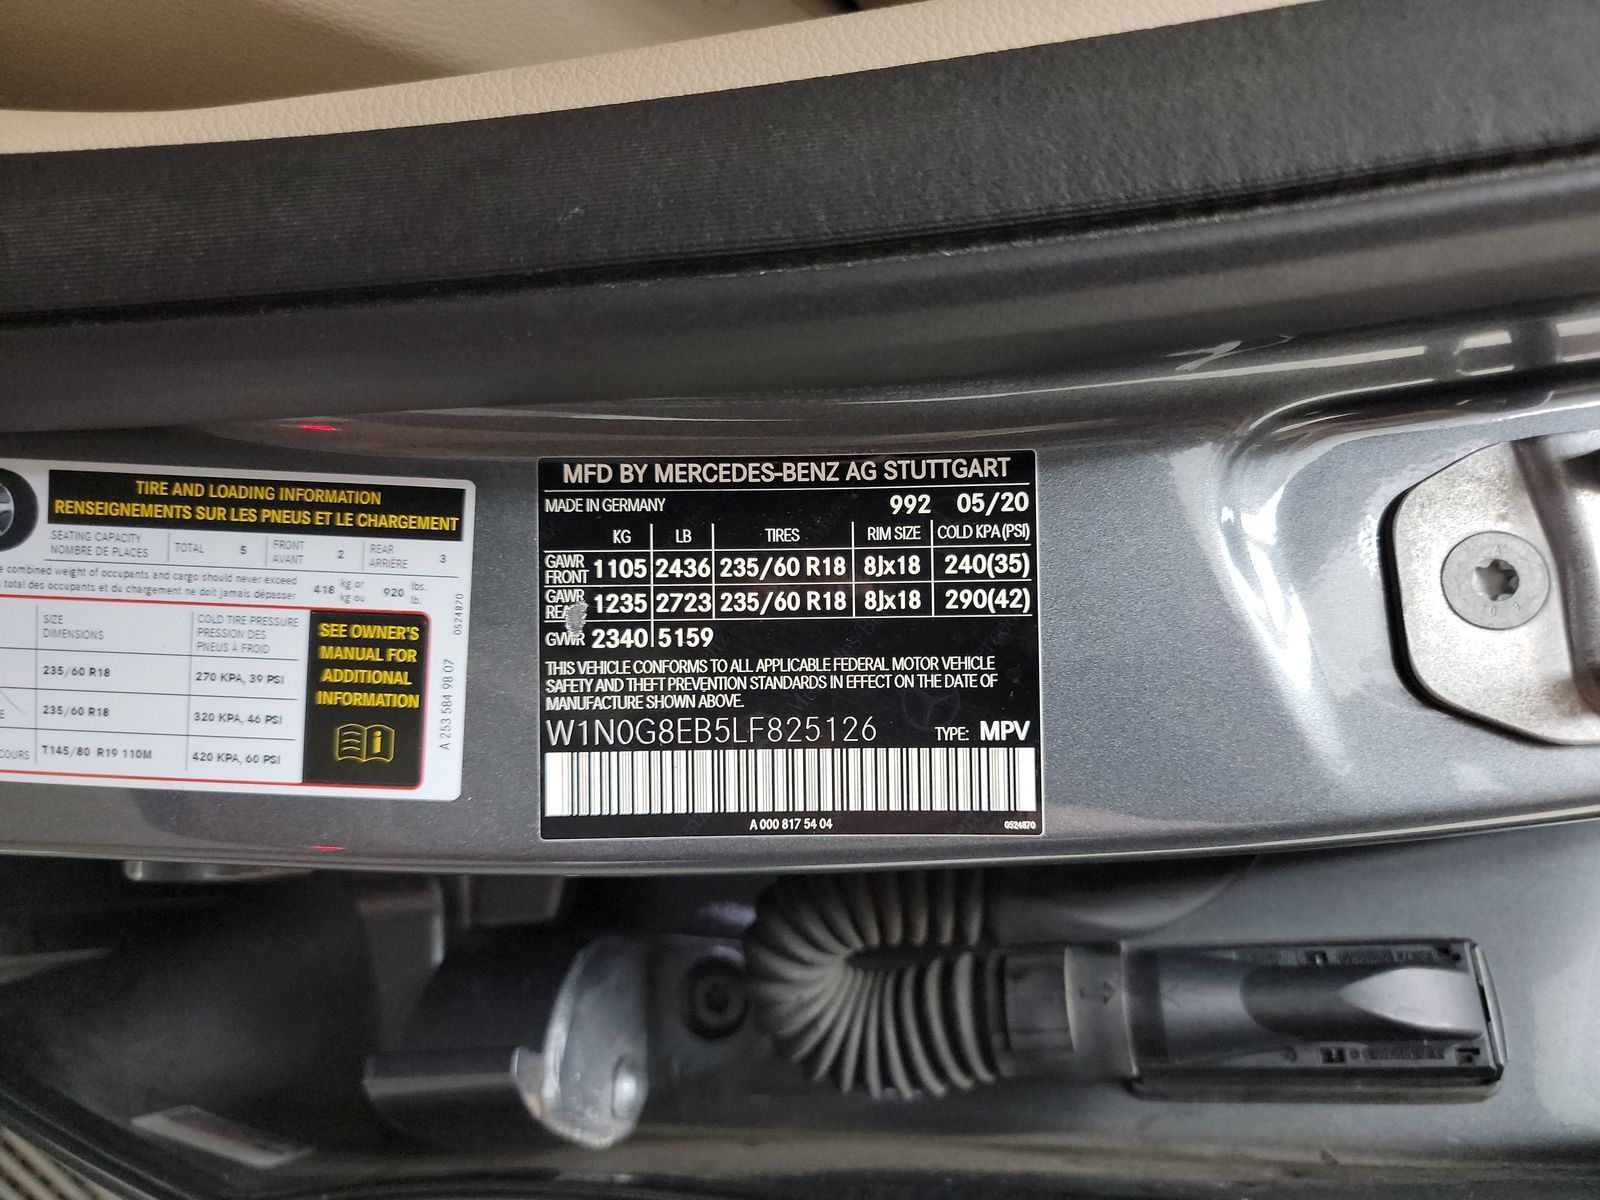 TIRE AND LOADING INFORMATION
RENSEIGNEMENTS SUR LES PNEUS ET LE CHARGEMENT
SEATING CAPACITY
NOMBRE DE PLACES
TOTAL 5
FRONT
AVANT
2
REAR
ARRIÈRE
3
combined weight of occupants and cargo should never exceed
total des occupants et du chargement ne doit jamais dépasser
418 kg or
kg ou
920 lbs.
lb.
SIZE
DIMENSIONS
COLD TIRE PRESSURE
PRESSION DES
PNEUS À FROID
235/60 R18 270 KPA, 39 PSI
235/60 R18 320 KPA, 46 PSI
T145/80 R19 110M 420 KPA, 60 PSI
SEE OWNER'S
MANUAL FOR
ADDITIONAL
INFORMATION
0524870
A 253 584 98 07
MFD BY MERCEDES-BENZ AG STUTTGART
MADE IN GERMANY 992 05/20
KG LB TIRES RIM SIZE COLD KPA(PSI)
GAWR
FRONT
1105 2436 235/60 R18 8Jx18 240(35)
GAWR
1235 2723 235/60 R18 8Jx18 290(42)
GVWR 2340 5159
THIS VEHICLE CONFORMS TO ALL APPLICABLE FEDERAL MOTOR VEHICLE
SAFETY AND THEFT PREVENTION STANDARDS IN EFFECT ON THE DATE OF
MANUFACTURE SHOWN ABOVE.
W1N0G8EB5LF825126 TYPE: MPV
A 000 817 54 04 0524870